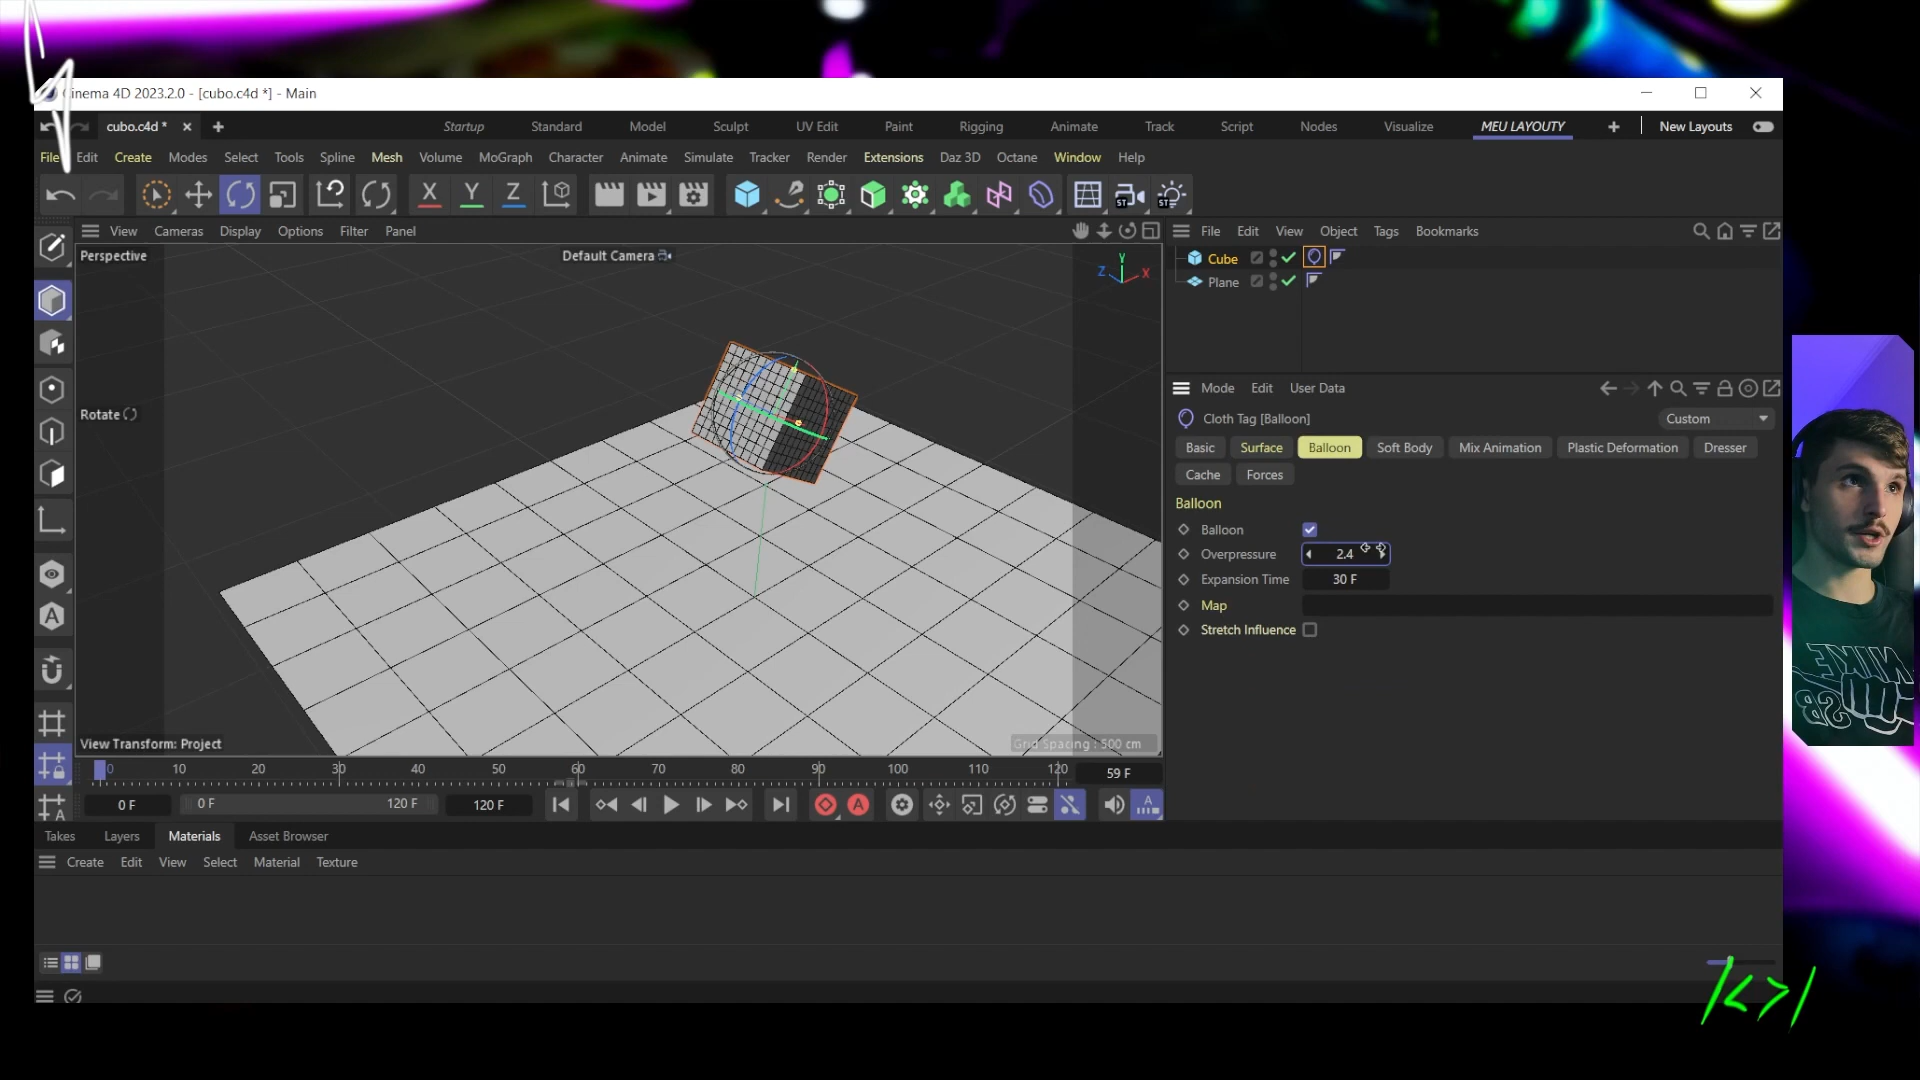 Cinema 4D 2023.2.0 - [cubo.c4d *] - Main
cubo.c4d *
Startup Standard Model Sculpt UV Edit Paint Rigging Animate Track Script Nodes Visualize MEU LAYOUTY New Layouts
File Edit Create Modes Select Tools Spline Mesh Volume MoGraph Character Animate Simulate Tracker Render Extensions Daz 3D Octane Window Help
X Y Z ST ST
View Cameras Display Options Filter Panel
Perspective
Default Camera
Y
Z X
Rotate
View Transform: Project
Grid Spacing : 500 cm
File Edit View Object Tags Bookmarks
Cube
Plane
Mode Edit User Data
Cloth Tag [Balloon]
Custom
Basic Surface Balloon Soft Body Mix Animation Plastic Deformation Dresser
Cache Forces
Balloon
Balloon
Overpressure 2.4
Expansion Time 30 F
Map
Stretch Influence
0 10 20 30 40 50 60 70 80 90 100 110 120 59 F
0 F 0 F 120 F 120 F
Takes Layers Materials Asset Browser
Create Edit View Select Material Texture
NIKE
SB